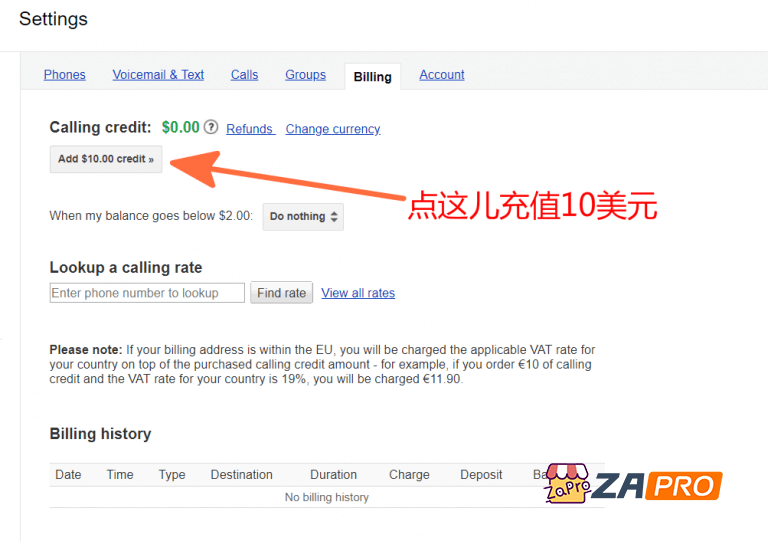 Settings
Phones Voicemail & Text Calls Groups Billing Account
Calling credit: $0.00 ? Refunds Change currency
Add $10.00 credit »
点这儿充值10美元
When my balance goes below $2.00: Do nothing
Lookup a calling rate
Enter phone number to lookup Find rate View all rates
Please note: If your billing address is within the EU, you will be charged the applicable VAT rate for
your country on top of the purchased calling credit amount - for example, if you order €10 of calling
credit and the VAT rate for your country is 19%, you will be charged €11.90.
Billing history
Date Time Type Destination Duration Charge Deposit
No billing history
ZaPro ZAPRO